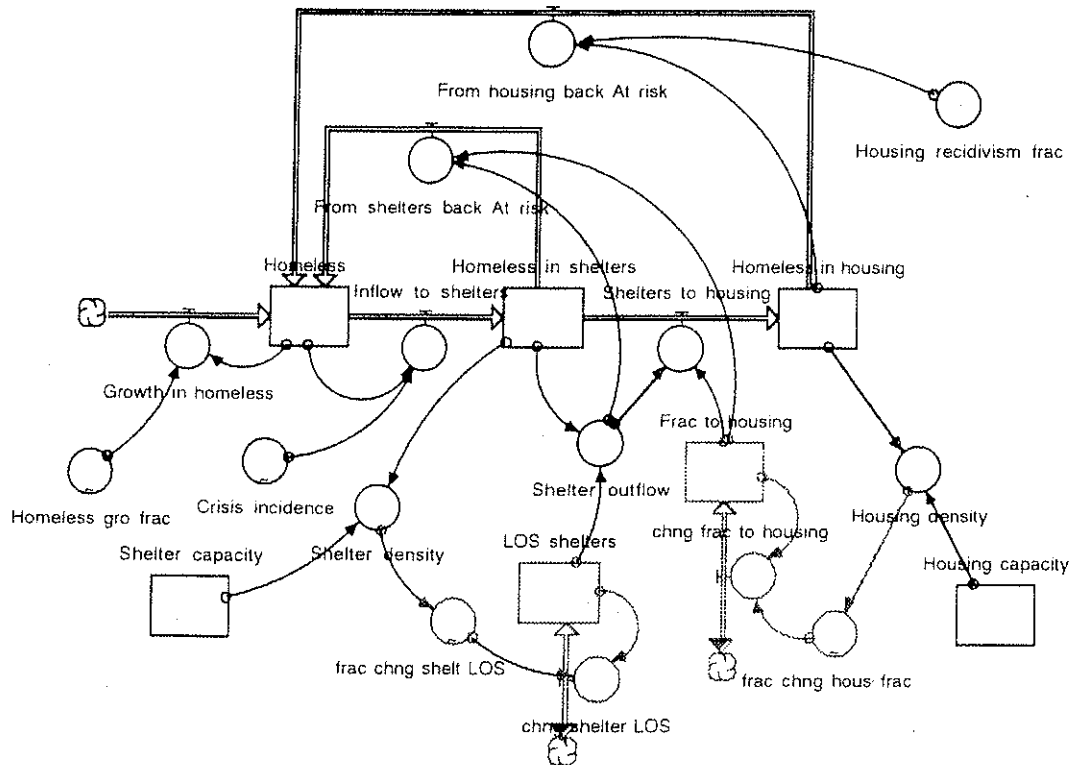 From housing back At risk
Housing recidivism frac
From shelters back At risk
Homeless
Homeless in shelters
Homeless in housing
Inflow to shelters
Shelters to housing
Growth in homeless
Frac to housing
Homeless gro frac
Crisis incidence
Shelter outflow
Housing density
Shelter capacity
Shelter density
LOS shelters
chng frac to housing
Housing capacity
frac chng shelt LOS
frac chng hous frac
chng shelter LOS